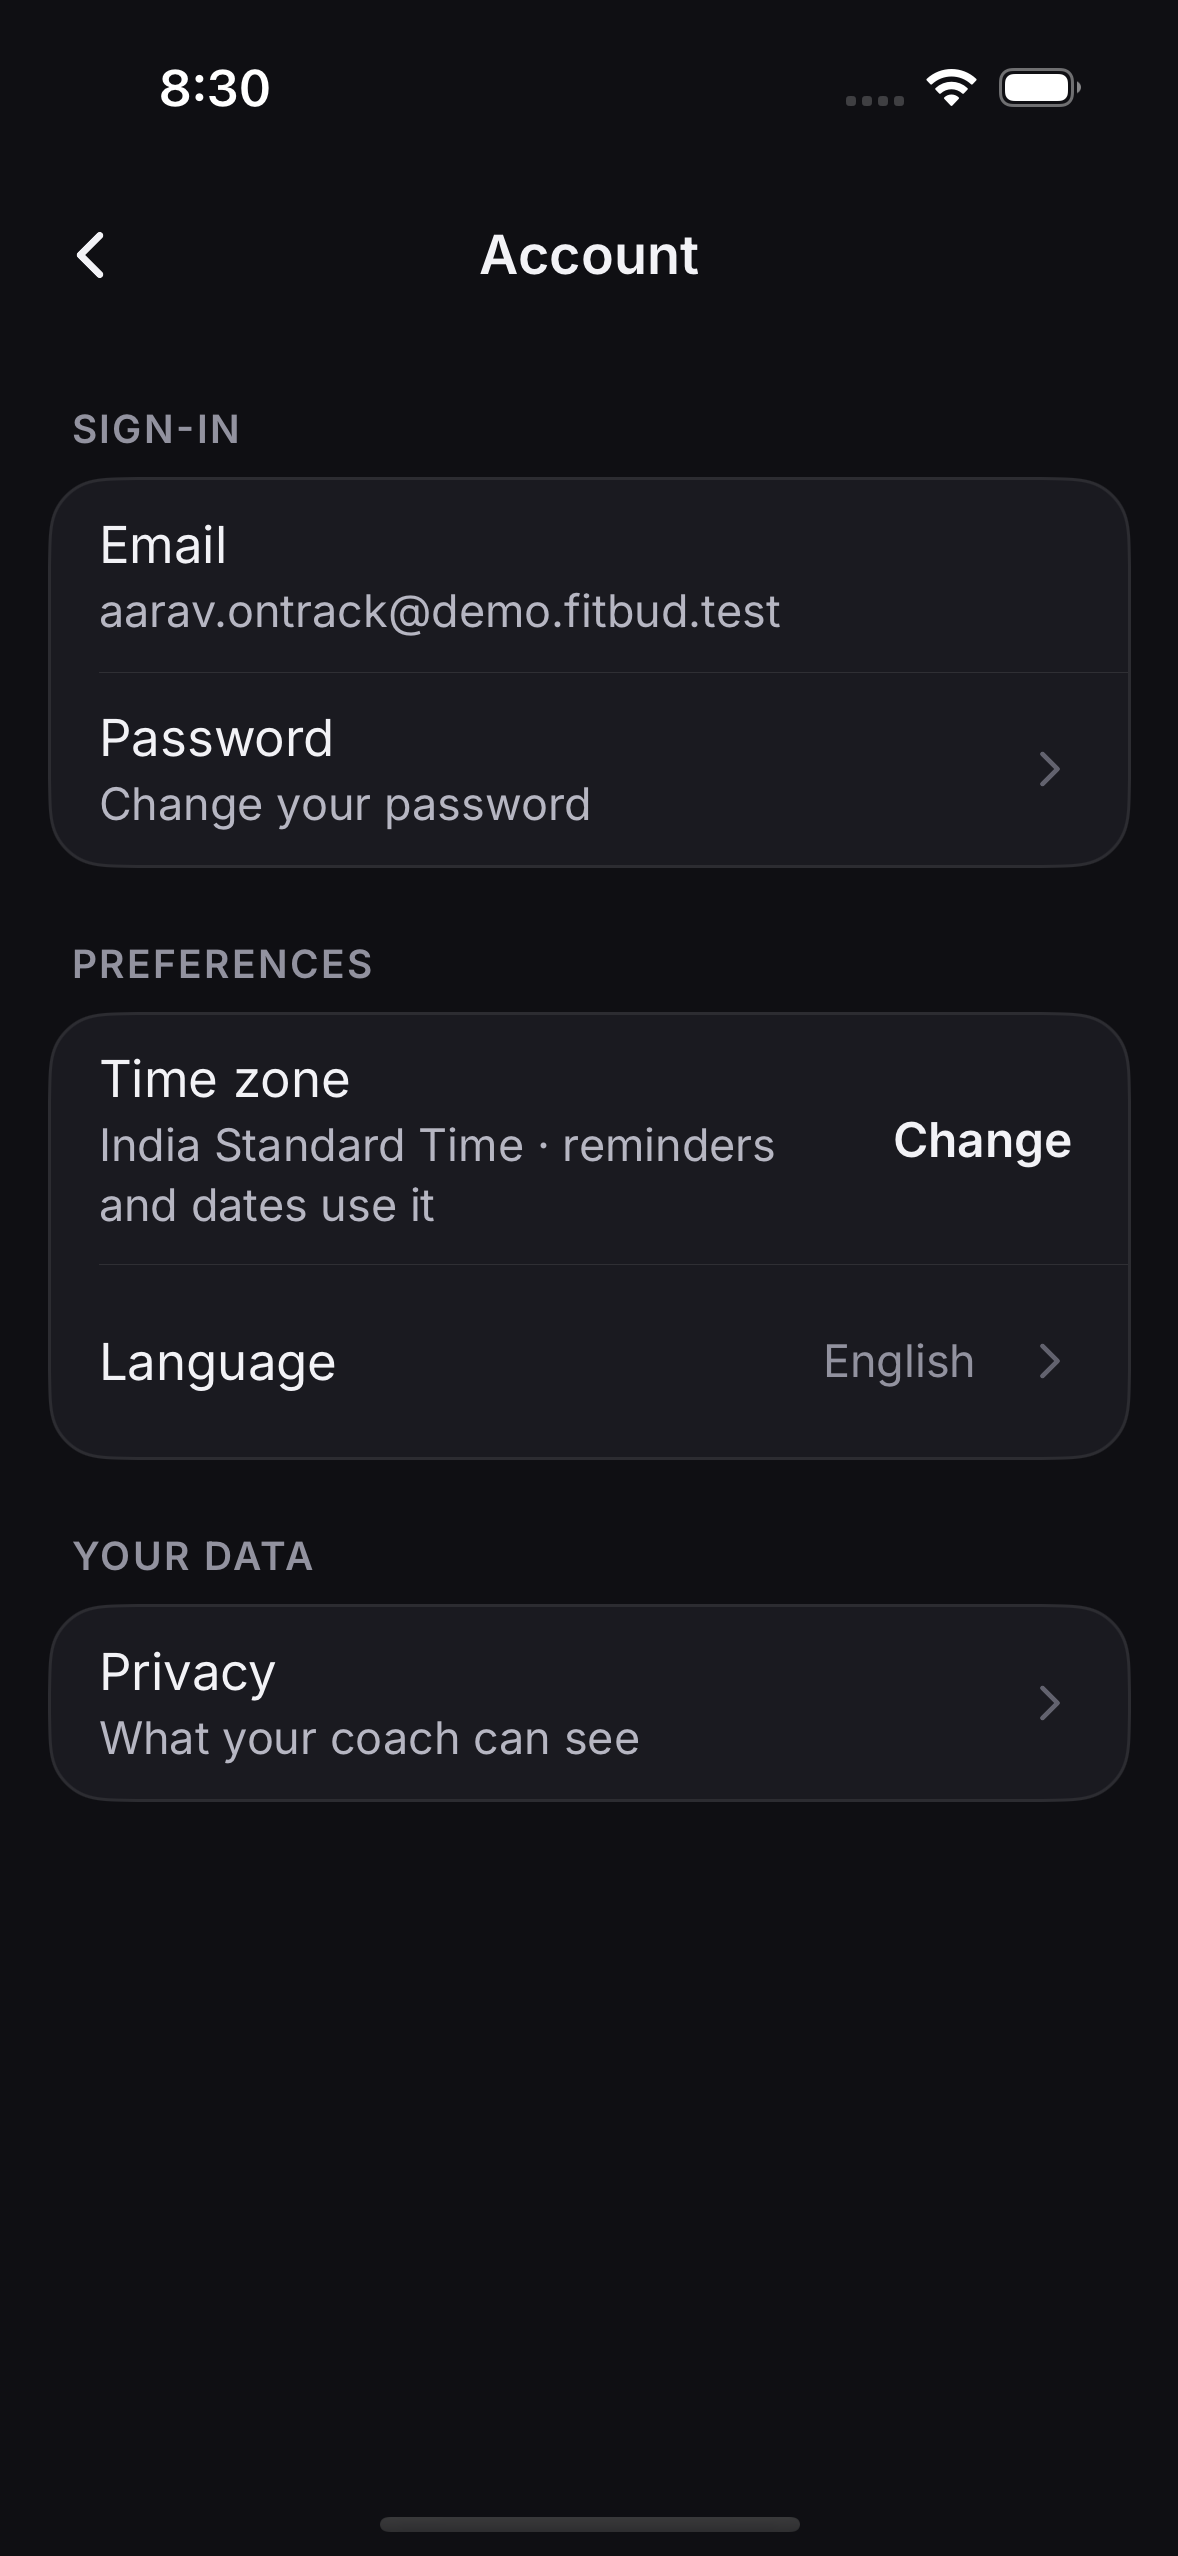 8:30
Account
SIGN-IN
Email
aarav.ontrack@demo.fitbud.test
Password
Change your password
PREFERENCES
Time zone
India Standard Time · reminders
and dates use it
Change
Language
English
YOUR DATA
Privacy
What your coach can see